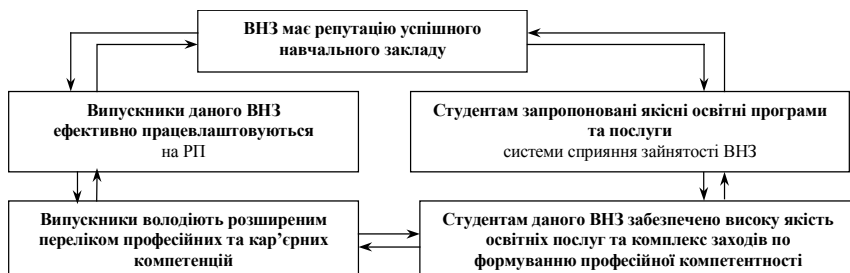 ВНЗ має репутацію успішного
навчального закладу
Випускники даного ВНЗ
ефективно працевлаштовуються
на РП
Студентам запропоновані якісні освітні програми
та послуги
системи сприяння зайнятості ВНЗ
Випускники володіють розширеним
переліком професійних та кар’єрних
компетенцій
Студентам даного ВНЗ забезпечено високу якість
освітніх послуг та комплекс заходів по
формуванню професійної компетентності